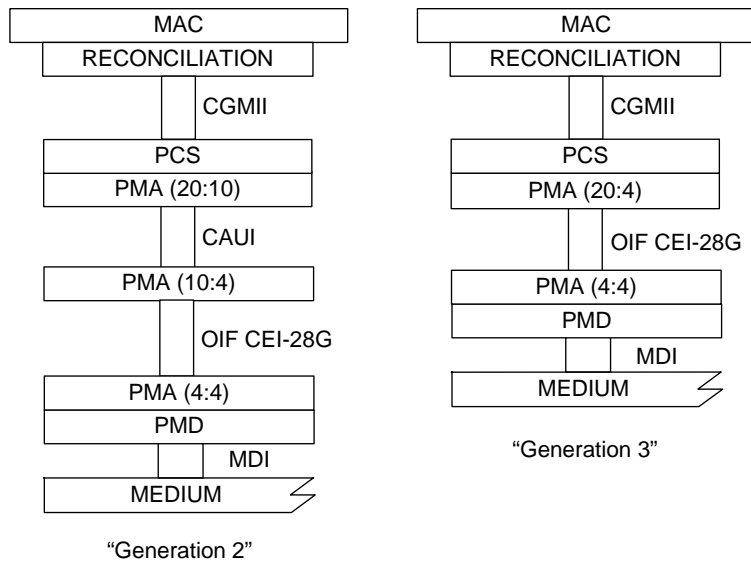 MAC
RECONCILIATION
CGMII
PCS
PMA (20:10)
CAUI
PMA (10:4)
OIF CEI-28G
PMA (4:4)
PMD
MDI
MEDIUM
“Generation 2”
MAC
RECONCILIATION
CGMII
PCS
PMA (20:4)
OIF CEI-28G
PMA (4:4)
PMD
MDI
MEDIUM
“Generation 3”